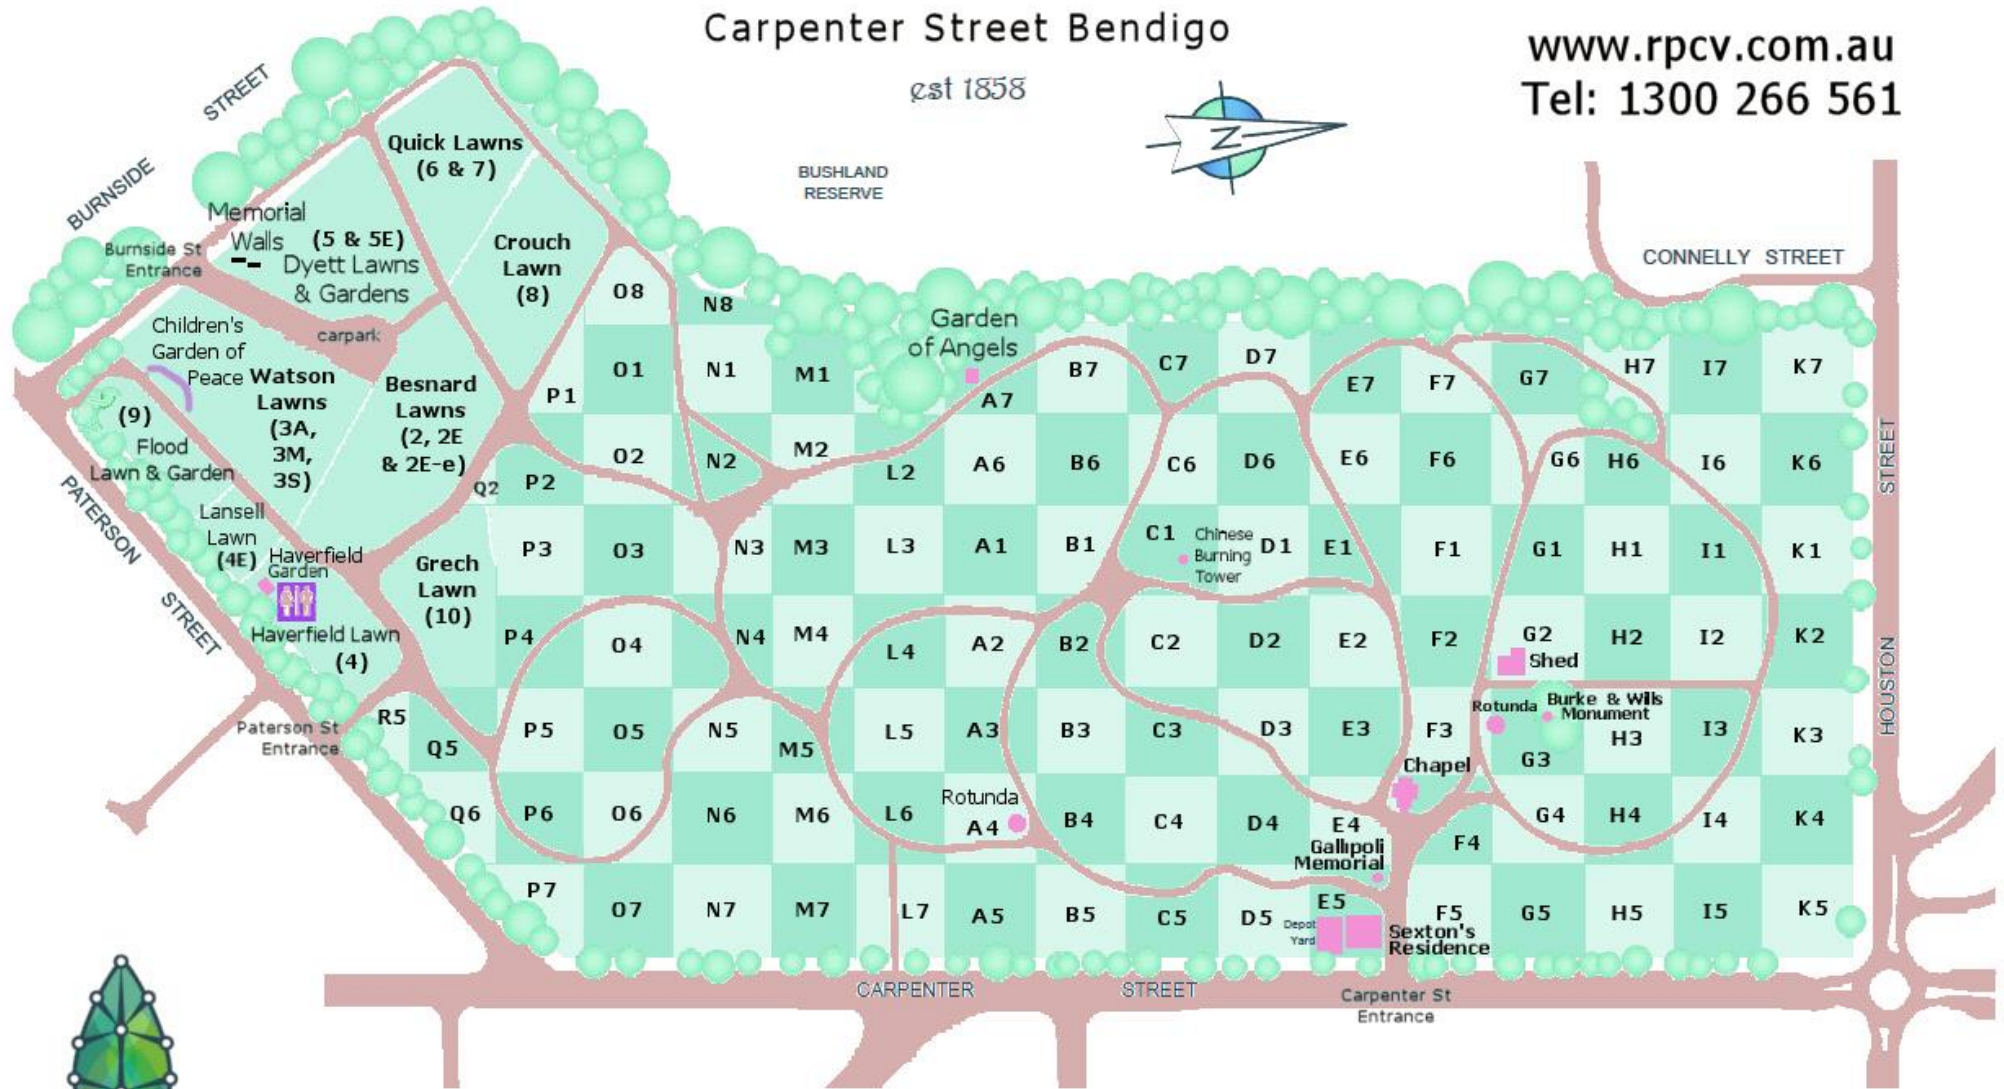 Carpenter Street Bendigo
est 1858
www.rpcv.com.au
Tel: 1300 266 561
N
BUSHLAND
RESERVE
BURNSIDE STREET
CONNELLY STREET
Quick Lawns
(6 & 7)
Memorial
Walls
(5 & 5E)
Dyett Lawns
& Gardens
Burnside St
Entrance
Crouch
Lawn
(8)
carpark
Children's
Garden of
Peace
Watson
Lawns
(3A,
3M,
3S)
Besnard
Lawns
(2, 2E
& 2E-e)
(9)
Flood
Lawn & Garden
Lansell
Lawn
(4E)
Haverfield
Garden
Haverfield Lawn
(4)
Grech
Lawn
(10)
PATERSON STREET
Paterson St
Entrance
O8 N8
Garden
of Angels
P1 O1 N1 M1 A7 B7 C7 D7 E7 F7 G7 H7 I7 K7
Q2 P2 O2 N2 M2 L2 A6 B6 C6 D6 E6 F6 G6 H6 I6 K6
P3 O3 N3 M3 L3 A1 B1 C1 D1 E1 F1 G1 H1 I1 K1
Chinese
Burning
Tower
P4 O4 N4 M4 L4 A2 B2 C2 D2 E2 F2 G2 H2 I2 K2
Shed
R5 Q5 P5 O5 N5 M5 L5 A3 B3 C3 D3 E3 F3 G3 H3 I3 K3
Rotunda
Burke & Wills
Monument
Chapel
Q6 P6 O6 N6 M6 L6 A4 B4 C4 D4 E4 F4 G4 H4 I4 K4
Rotunda
Gallipoli
Memorial
P7 O7 N7 M7 L7 A5 B5 C5 D5 E5 F5 G5 H5 I5 K5
Depot
Yard
Sexton's
Residence
HOUSTON STREET
CARPENTER STREET
Carpenter St
Entrance